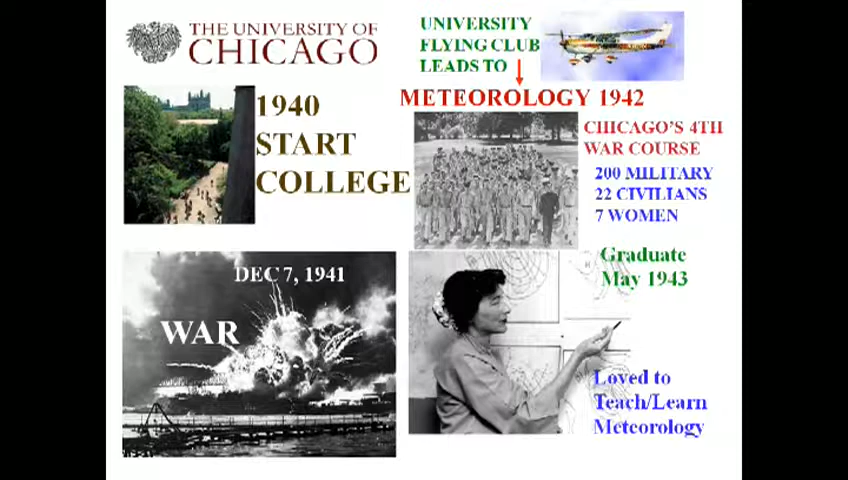 THE UNIVERSITY OF
CHICAGO
UNIVERSITY
FLYING CLUB
LEADS TO
METEOROLOGY 1942
1940
START
COLLEGE
CHICAGO'S 4TH
WAR COURSE
200 MILITARY
22 CIVILIANS
7 WOMEN
DEC 7, 1941
WAR
Graduate
May 1943
Loved to
Teach/Learn
Meteorology